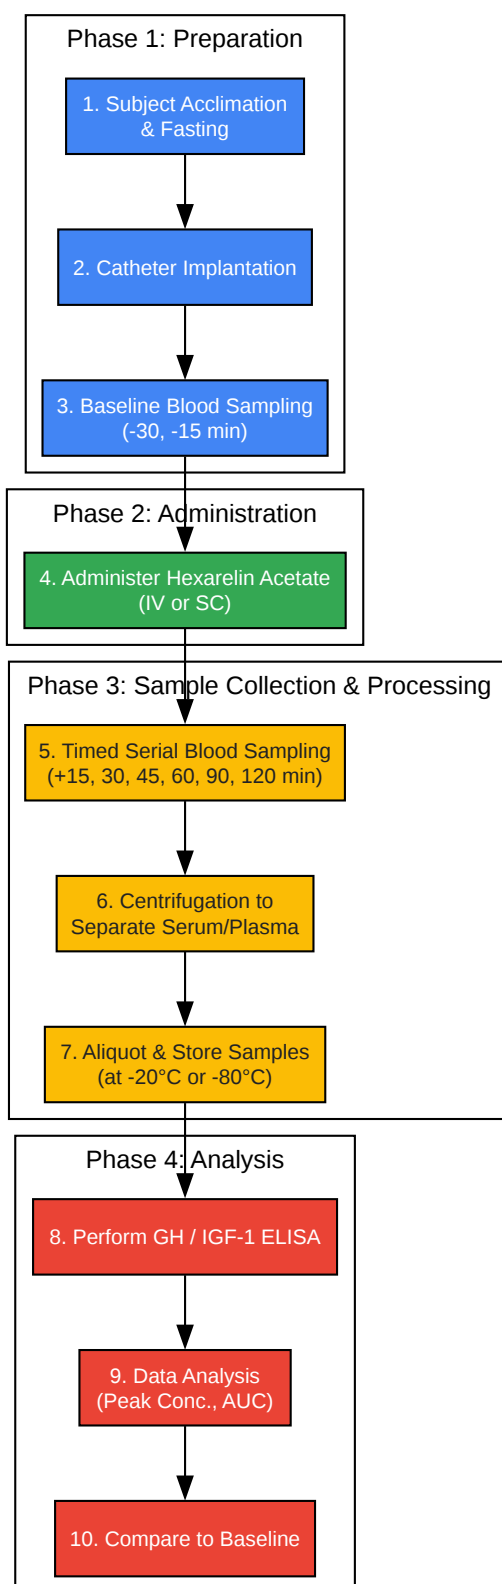 Phase 1: Preparation
1. Subject Acclimation
& Fasting
2. Catheter Implantation
3. Baseline Blood Sampling
(-30, -15 min)
Phase 2: Administration
4. Administer Hexarelin Acetate
(IV or SC)
Phase 3: Sample Collection & Processing
5. Timed Serial Blood Sampling
(+15, 30, 45, 60, 90, 120 min)
6. Centrifugation to
Separate Serum/Plasma
7. Aliquot & Store Samples
(at -20°C or -80°C)
Phase 4: Analysis
8. Perform GH / IGF-1 ELISA
9. Data Analysis
(Peak Conc., AUC)
10. Compare to Baseline